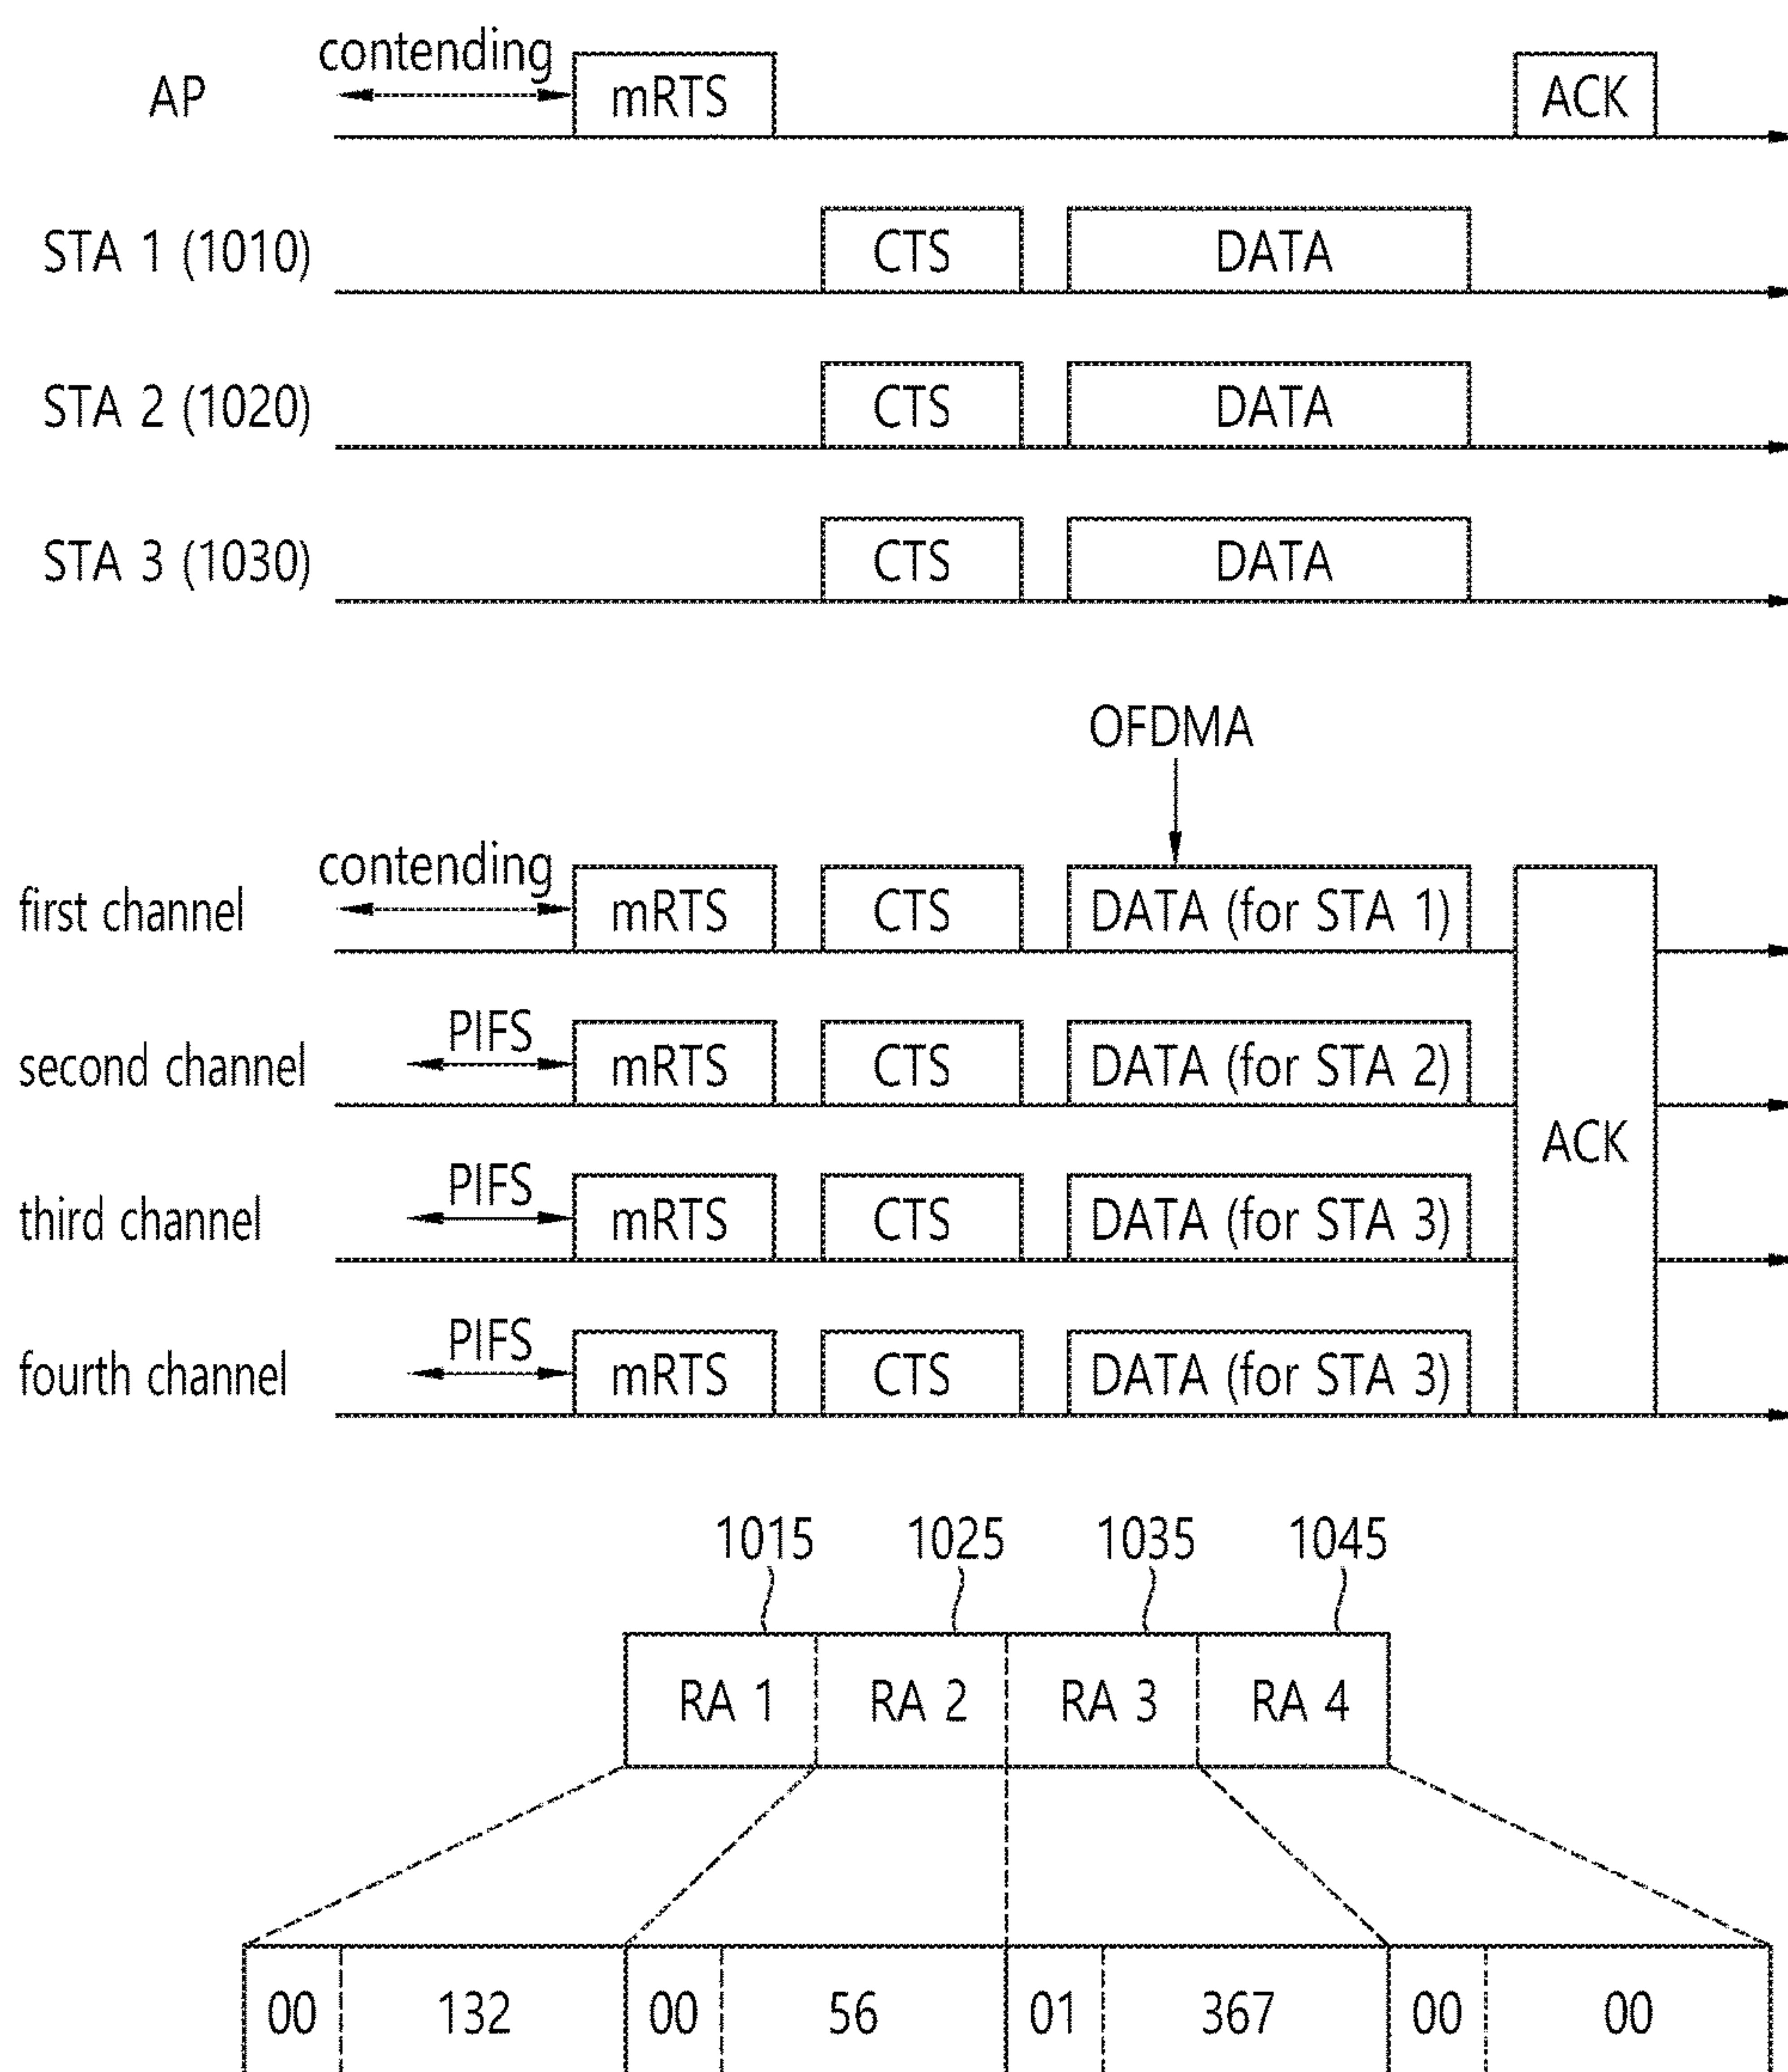 contending
AP mRTS ACK
STA 1 (1010) CTS DATA
STA 2 (1020) CTS DATA
STA 3 (1030) CTS DATA
OFDMA
contending
first channel mRTS CTS DATA (for STA 1)
PIFS
second channel mRTS CTS DATA (for STA 2)
ACK
PIFS
third channel mRTS CTS DATA (for STA 3)
PIFS
fourth channel mRTS CTS DATA (for STA 3)
1015 1025 1035 1045
RA 1 RA 2 RA 3 RA 4
00 132 00 56 01 367 00 00